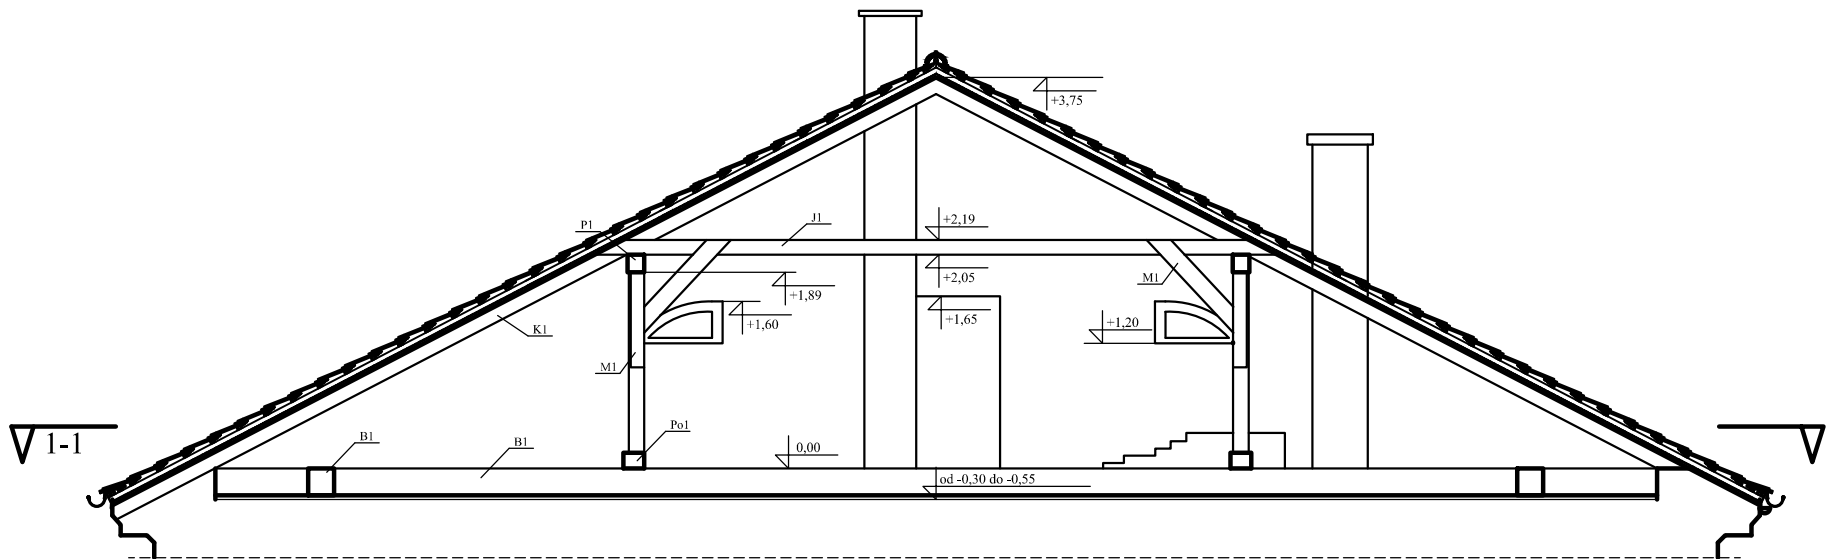 +3,75
P1
J1
+2,19
+2,05
M1
+1,89
+1,60
+1,65
+1,20
K1
M1
Po1
1-1
B1
B1
0,00
od -0,30 do -0,55